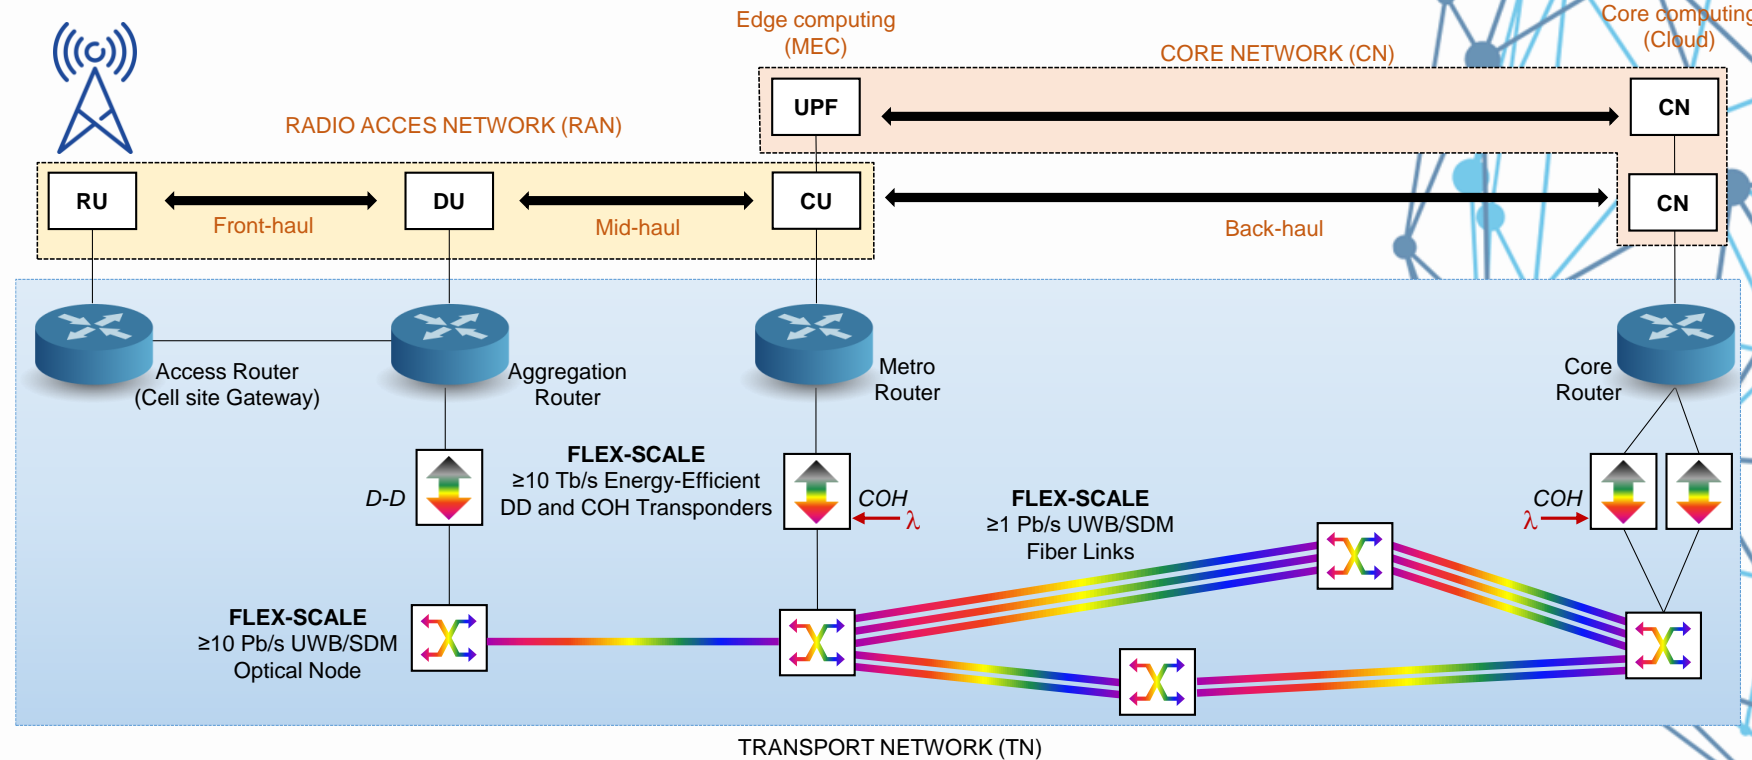 Edge computing
(MEC)
Core computing
(Cloud)
CORE NETWORK (CN)
UPF
CN
RADIO ACCES NETWORK (RAN)
RU
Front-haul
DU
Mid-haul
CU
Back-haul
CN
Access Router
(Cell site Gateway)
Aggregation
Router
Metro
Router
Core
Router
D-D
FLEX-SCALE
≥10 Tb/s Energy-Efficient
DD and COH Transponders
COH
λ
FLEX-SCALE
≥1 Pb/s UWB/SDM
Fiber Links
COH
λ
FLEX-SCALE
≥10 Pb/s UWB/SDM
Optical Node
TRANSPORT NETWORK (TN)